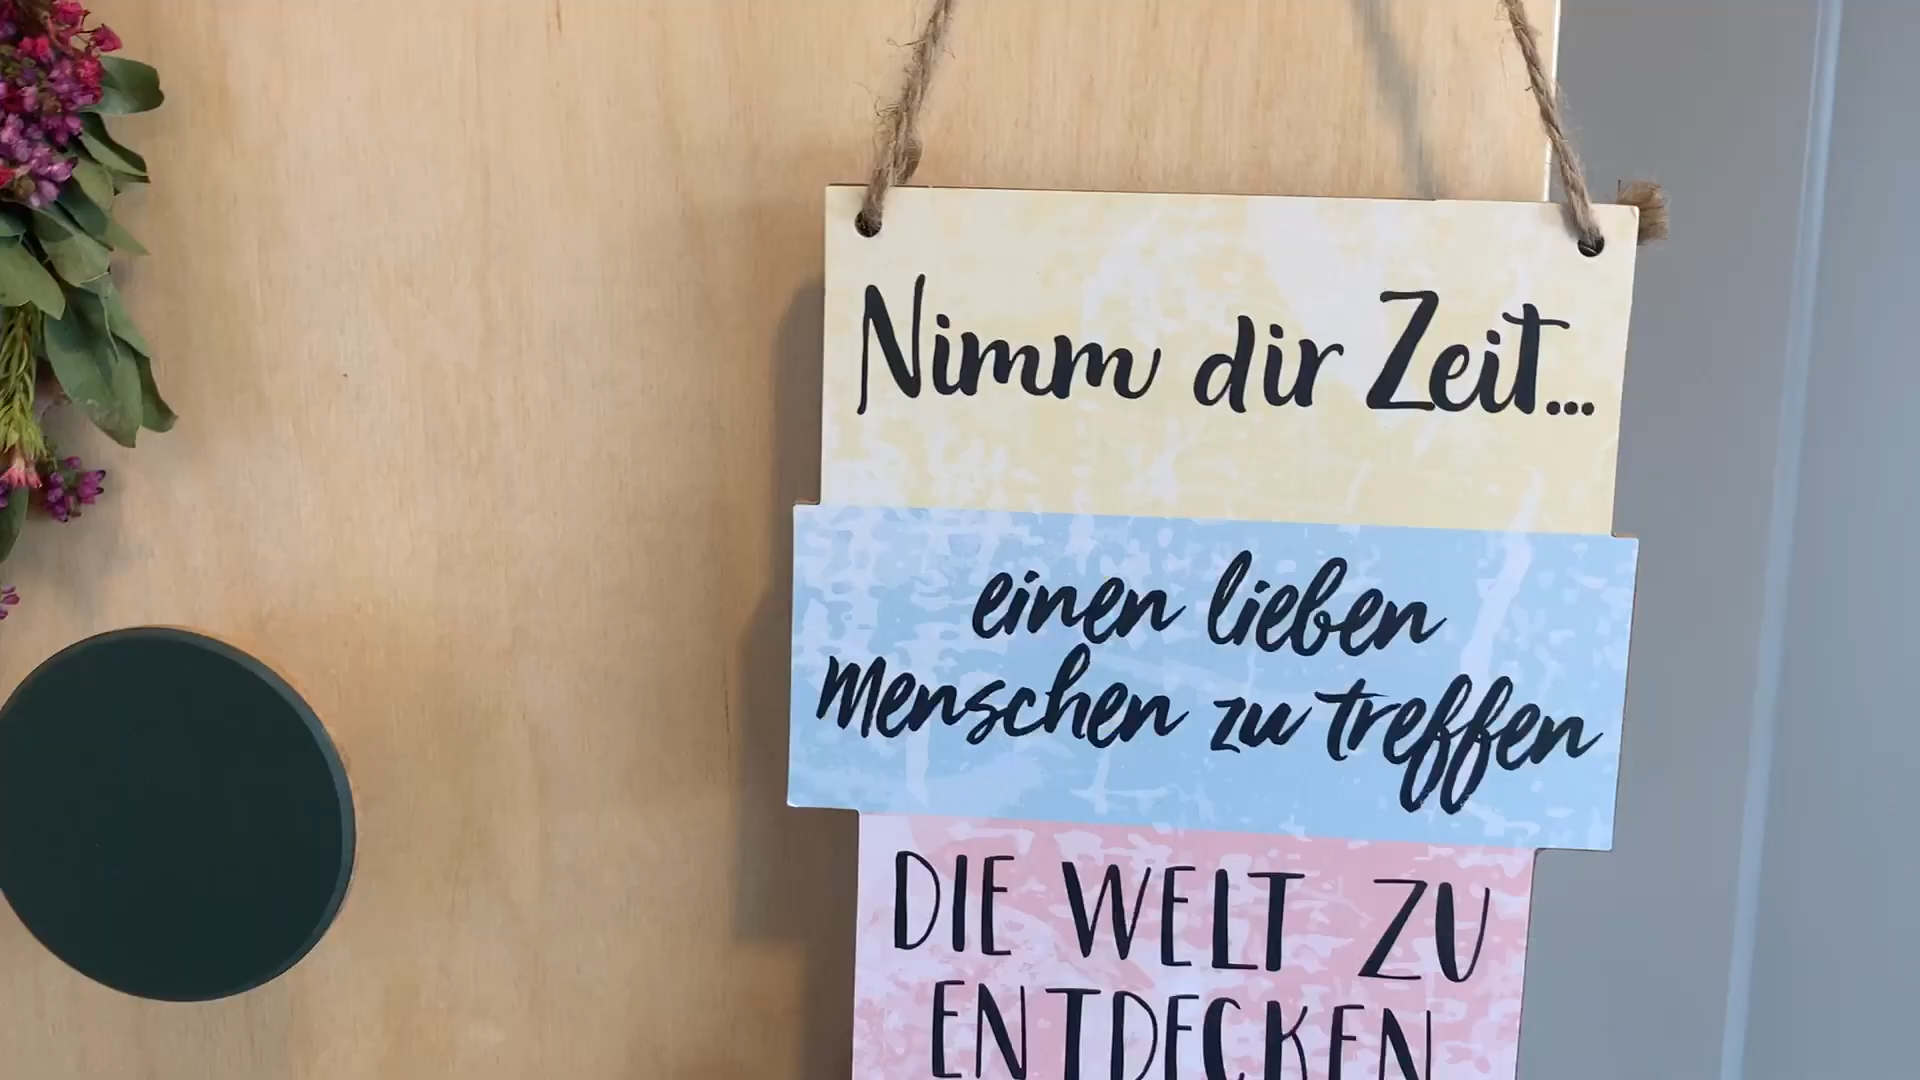 Nimm dir Zeit...
einen lieben
Menschen zu treffen
DIE WELT ZU
ENTDECKEN